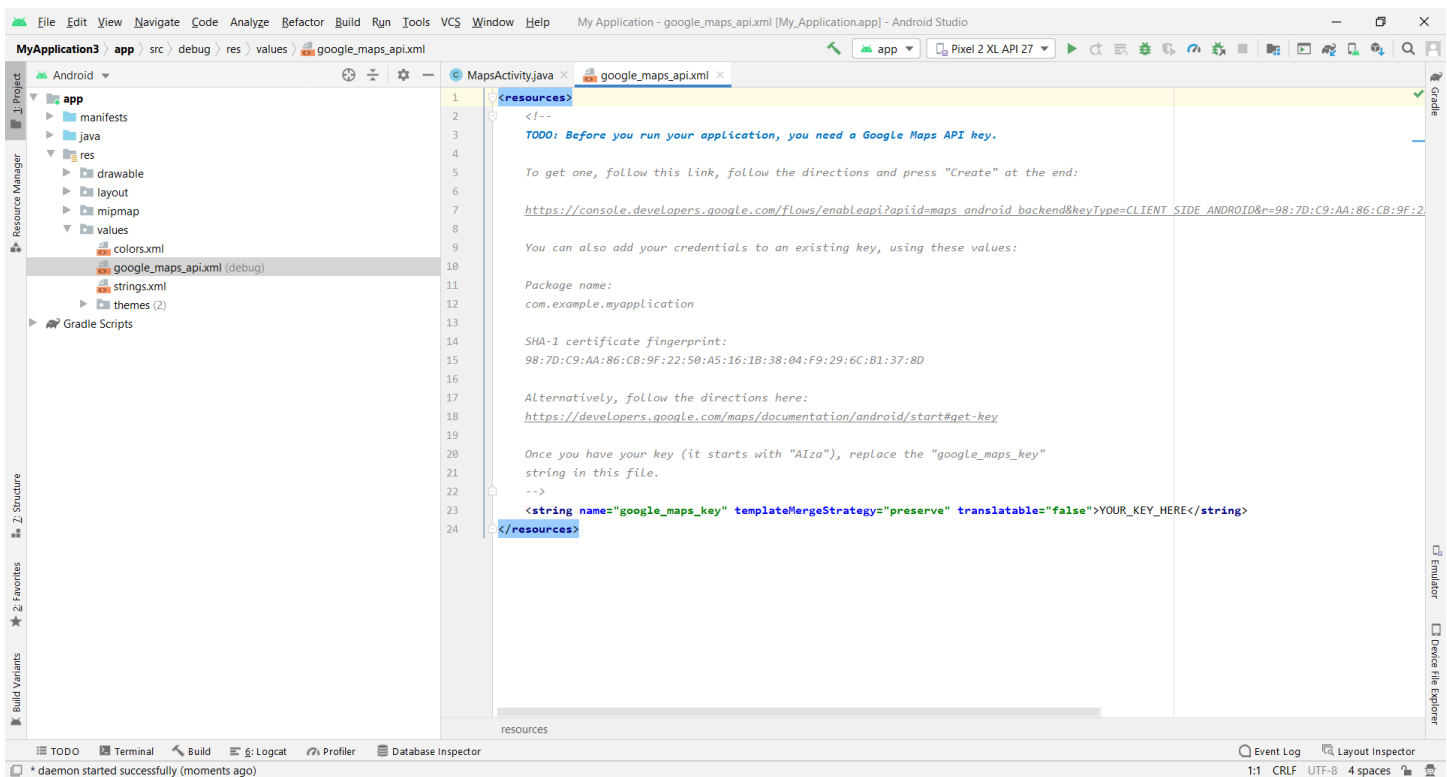 File Edit View Navigate Code Analyze Refactor Build Run Tools VCS Window Help My Application - google_maps_api.xml [My_Application.app] - Android Studio
MyApplication3 app src debug res values google_maps_api.xml app Pixel 2 XL API 27
1: Project
Resource Manager
Z: Structure
2: Favorites
Build Variants
Android
app
manifests
java
res
drawable
layout
mipmap
values
colors.xml
google_maps_api.xml (debug)
strings.xml
themes (2)
Gradle Scripts
MapsActivity.java google_maps_api.xml
1 <resources>
2 <!--
3 TODO: Before you run your application, you need a Google Maps API key.
4
5 To get one, follow this link, follow the directions and press "Create" at the end:
6
7 https://console.developers.google.com/flows/enableapi?apiid=maps_android_backend&keyType=CLIENT_SIDE_ANDROID&r=98:7D:C9:AA:86:CB:9F:2
8
9 You can also add your credentials to an existing key, using these values:
10
11 Package name:
12 com.example.myapplication
13
14 SHA-1 certificate fingerprint:
15 98:7D:C9:AA:86:CB:9F:22:50:A5:16:1B:38:04:F9:29:6C:B1:37:8D
16
17 Alternatively, follow the directions here:
18 https://developers.google.com/maps/documentation/android/start#get-key
19
20 Once you have your key (it starts with "AIza"), replace the "google_maps_key"
21 string in this file.
22 -->
23 <string name="google_maps_key" templateMergeStrategy="preserve" translatable="false">YOUR_KEY_HERE</string>
24 </resources>
resources
Gradle
Emulator
Device File Explorer
TODO Terminal Build 6: Logcat Profiler Database Inspector Event Log Layout Inspector
* daemon started successfully (moments ago) 1:1 CRLF UTF-8 4 spaces